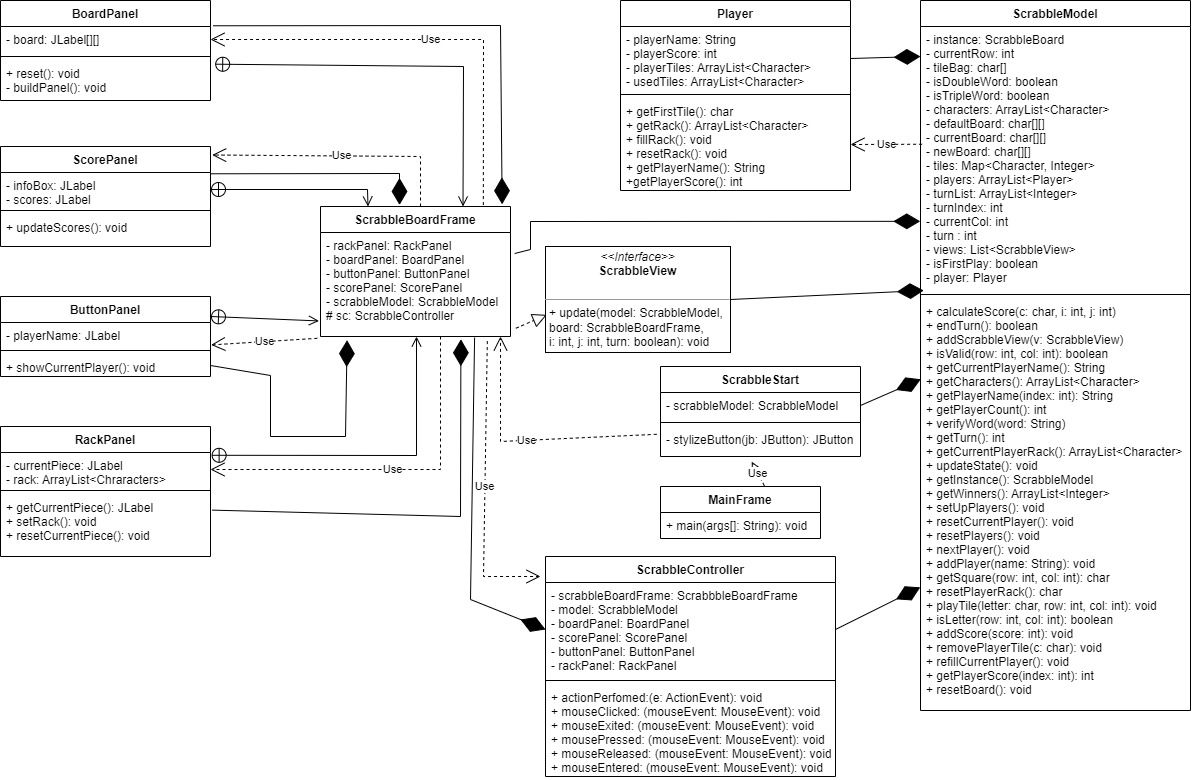 BoardPanel
- board: JLabel[][]
+ reset(): void
+ buildPanel(): void
Use
ScorePanel
- infoBox: JLabel
- scores: JLabel
+ updateScores(): void
Use
ButtonPanel
- playerName: JLabel
+ showCurrentPlayer(): void
Use
RackPanel
- currentPiece: JLabel
- rack: ArrayList<Chraracters>
+ getCurrentPiece(): JLabel
+ setRack(): void
+ resetCurrentPiece(): void
Use
ScrabbleBoardFrame
- rackPanel: RackPanel
- boardPanel: BoardPanel
- buttonPanel: ButtonPanel
- scorePanel: ScorePanel
- scrabbleModel: ScrabbleModel
# sc: ScrabbleController
Use
Player
- playerName: String
- playerScore: int
- playerTiles: ArrayList<Character>
- usedTiles: ArrayList<Character>
+ getFirstTile(): char
+ getRack(): ArrayList<Character>
+ fillRack(): void
+ resetRack(): void
+ getPlayerName(): String
+getPlayerScore(): int
Use
<<Interface>>
ScrabbleView
+ update(model: ScrabbleModel,
board: ScrabbleBoardFrame,
i: int, j: int, turn: boolean): void
ScrabbleStart
- scrabbleModel: ScrabbleModel
- stylizeButton(jb: JButton): JButton
Use
Use
MainFrame
+ main(args[]: String): void
ScrabbleController
- scrabbleBoardFrame: ScrabbbleBoardFrame
- model: ScrabbleModel
- boardPanel: BoardPanel
- scorePanel: ScorePanel
- buttonPanel: ButtonPanel
- rackPanel: RackPanel
+ actionPerfomed:(e: ActionEvent): void
+ mouseClicked: (mouseEvent: MouseEvent): void
+ mouseExited: (mouseEvent: MouseEvent): void
+ mousePressed: (mouseEvent: MouseEvent): void
+ mouseReleased: (mouseEvent: MouseEvent): void
+ mouseEntered: (mouseEvent: MouseEvent): void
ScrabbleModel
- instance: ScrabbleBoard
- currentRow: int
- tileBag: char[]
- isDoubleWord: boolean
- isTripleWord: boolean
- characters: ArrayList<Character>
- defaultBoard: char[][]
- currentBoard: char[][]
- newBoard: char[][]
- tiles: Map<Character, Integer>
- players: ArrayList<Player>
- turnList: ArrayList<Integer>
- turnIndex: int
- currentCol: int
- turn : int
- views: List<ScrabbleView>
- isFirstPlay: boolean
- player: Player
+ calculateScore(c: char, i: int, j: int)
+ endTurn(): boolean
+ addScrabbleView(v: ScrabbleView)
+ isValid(row: int, col: int): boolean
+ getCurrentPlayerName(): String
+ getCharacters(): ArrayList<Character>
+ getPlayerName(index: int): String
+ getPlayerCount(): int
+ verifyWord(word: String)
+ getTurn(): int
+ getCurrentPlayerRack(): ArrayList<Character>
+ updateState(): void
+ getInstance(): ScrabbleModel
+ getWinners(): ArrayList<Integer>
+ setUpPlayers(): void
+ resetCurrentPlayer(): void
+ resetPlayers(): void
+ nextPlayer(): void
+ addPlayer(name: String): void
+ getSquare(row: int, col: int): char
+ resetPlayerRack(): char
+ playTile(letter: char, row: int, col: int): void
+ isLetter(row: int, col: int): boolean
+ addScore(score: int): void
+ removePlayerTile(c: char): void
+ refillCurrentPlayer(): void
+ getPlayerScore(index: int): int
+ resetBoard(): void